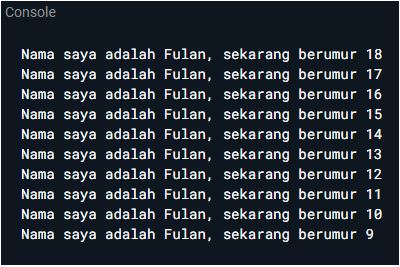 Console
Nama saya adalah Fulan, sekarang berumur 18
Nama saya adalah Fulan, sekarang berumur 17
Nama saya adalah Fulan, sekarang berumur 16
Nama saya adalah Fulan, sekarang berumur 15
Nama saya adalah Fulan, sekarang berumur 14
Nama saya adalah Fulan, sekarang berumur 13
Nama saya adalah Fulan, sekarang berumur 12
Nama saya adalah Fulan, sekarang berumur 11
Nama saya adalah Fulan, sekarang berumur 10
Nama saya adalah Fulan, sekarang berumur 9